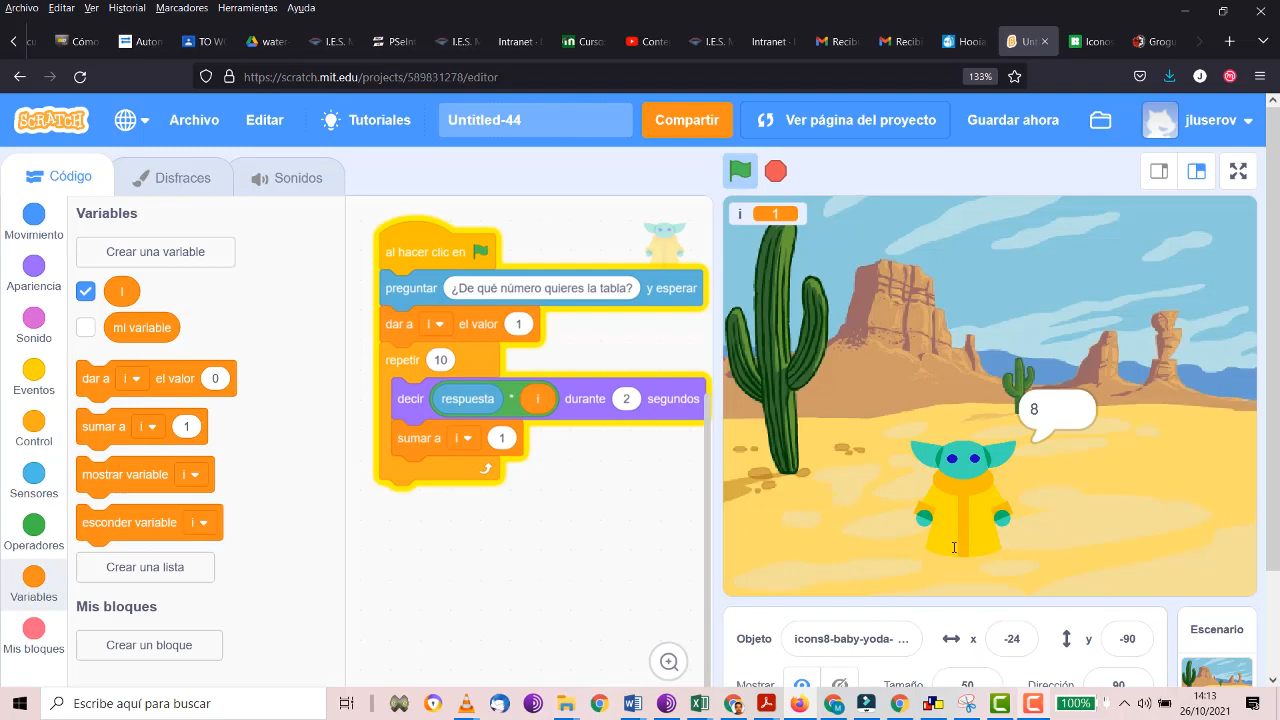 Archivo Editar Ver Historial Marcadores Herramientas Ayuda
Cómo Autom TO WO water- I.E.S. M PSeInt I.E.S. M Intranet - I.E. Curso Conte I.E.S. M Intranet - I Recib Recib Hooia Unt Iconos Grogu
https://scratch.mit.edu/projects/589831278/editor 133%
SCRATCH Archivo Editar Tutoriales Untitled-44 Compartir Ver página del proyecto Guardar ahora jluserov
Código Disfraces Sonidos
Movimiento
Apariencia
Sonido
Eventos
Control
Sensores
Operadores
Variables
Mis bloques
Variables
Crear una variable
i
mi variable
dar a i el valor 0
sumar a i 1
mostrar variable i
esconder variable i
Crear una lista
Mis bloques
Crear un bloque
al hacer clic en
preguntar ¿De qué número quieres la tabla? y esperar
dar a i el valor 1
repetir 10
decir respuesta * i durante 2 segundos
sumar a i 1
i 1
8
Objeto icons8-baby-yoda- ... x -24 y -90
Mostrar Tamaño 50 Dirección 90
Escenario
Escribe aquí para buscar 100% 14:13
26/10/2021